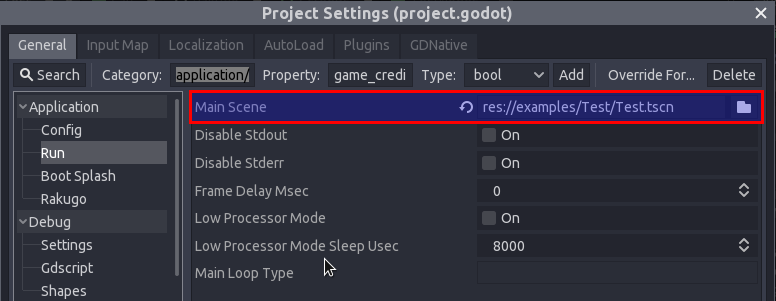 Project Settings (project.godot)
General Input Map Localization AutoLoad Plugins GDNative
Search Category: application/ Property: game_credi Type: bool Add Override For... Delete
Application
Config
Run
Boot Splash
Rakugo
Debug
Settings
Gdscript
Shapes
Main Scene res://examples/Test/Test.tscn
Disable Stdout On
Disable Stderr On
Frame Delay Msec 0
Low Processor Mode On
Low Processor Mode Sleep Usec 8000
Main Loop Type